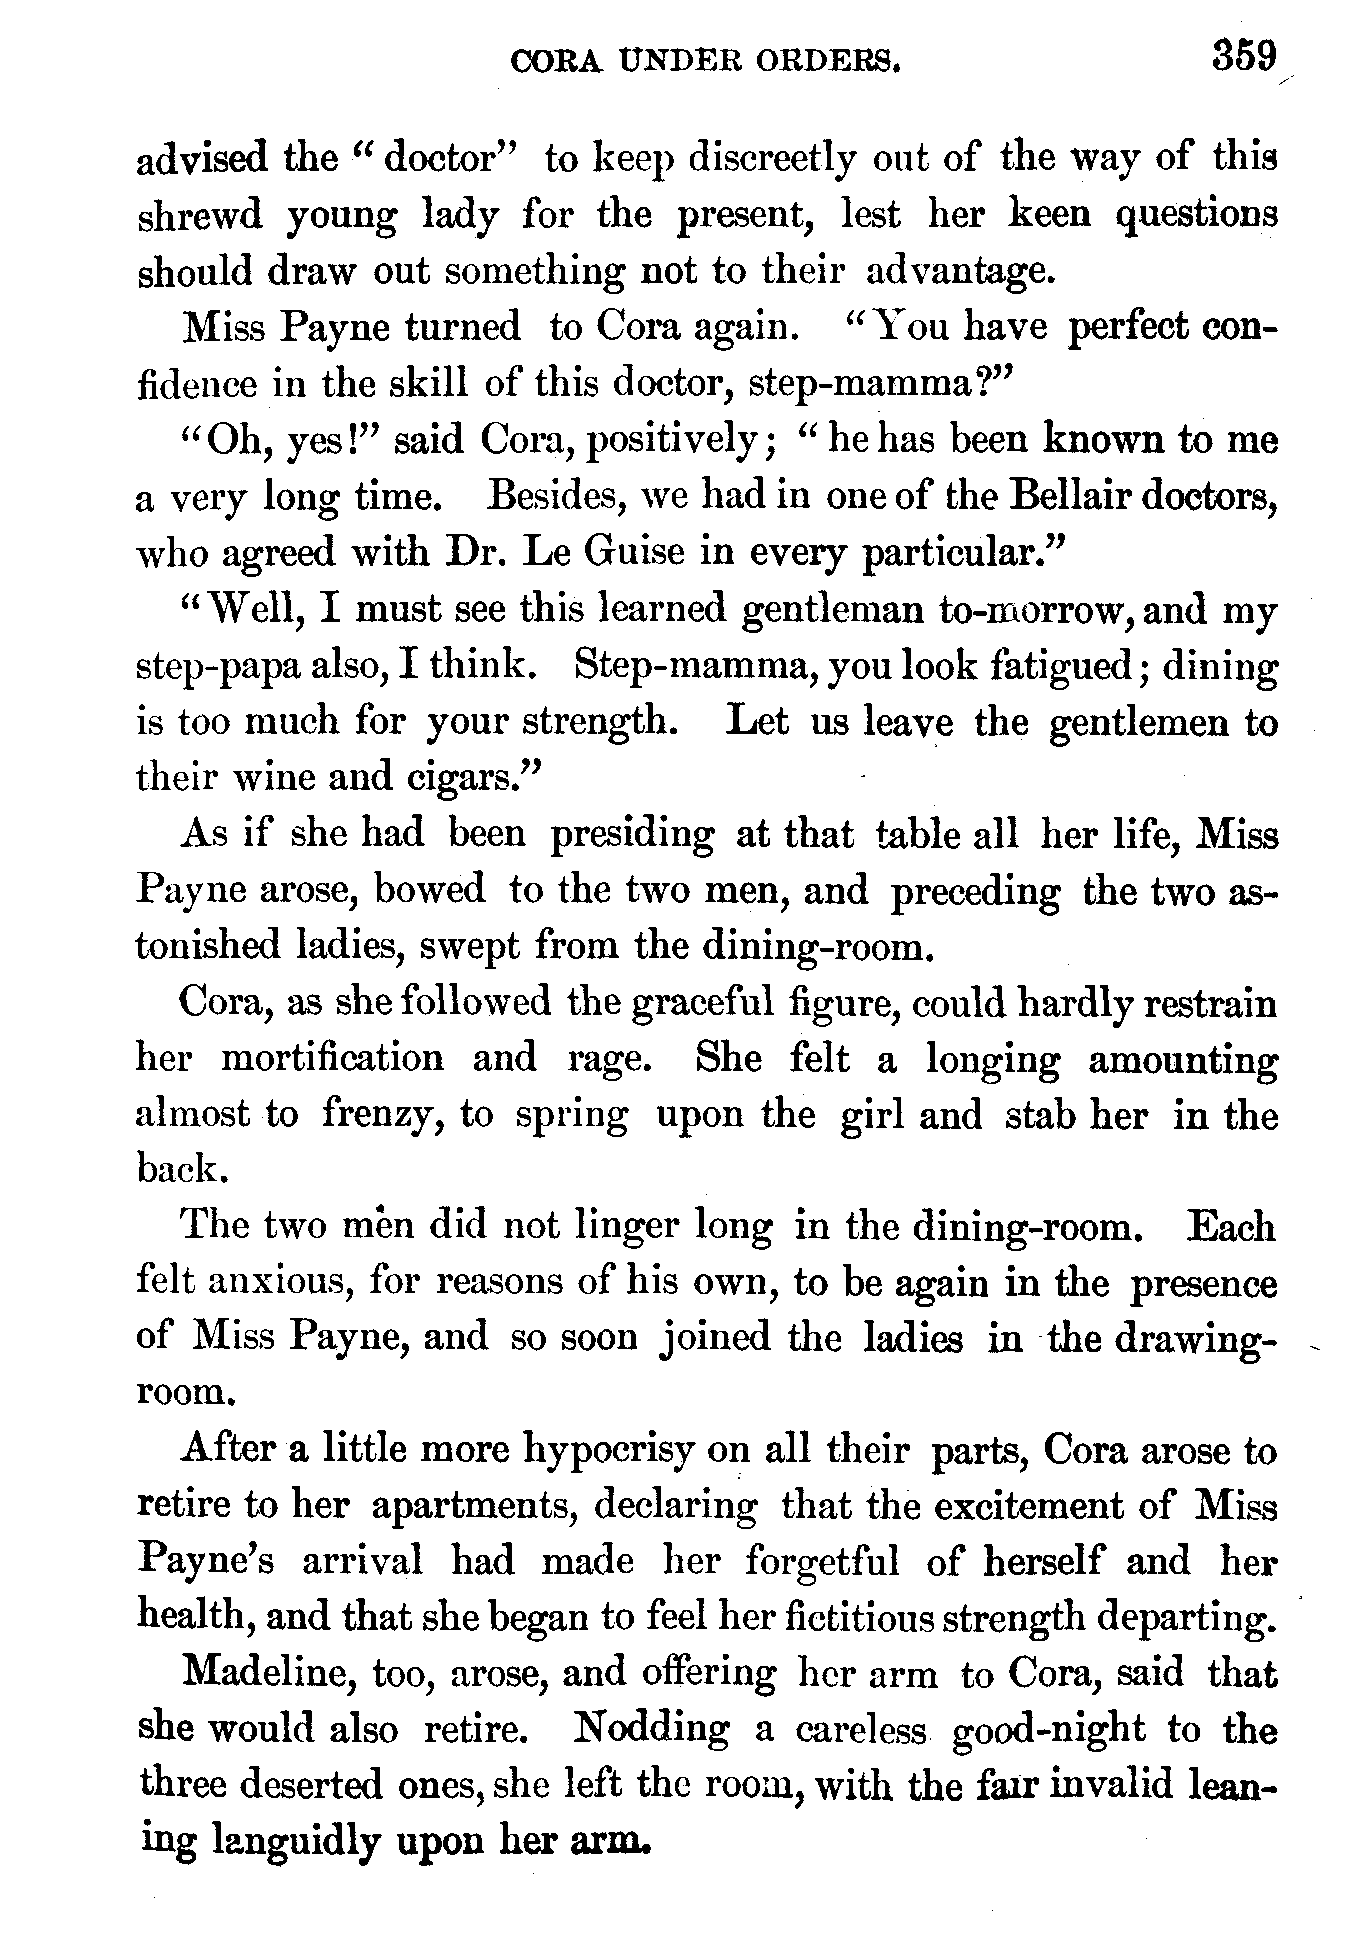 CORA UNDER ORDERS. 359
advised the “ doctor” to keep discreetly out of the way of this
shrewd young lady for the present, lest her keen questions
should draw out something not to their advantage.
Miss Payne turned to Cora again. “You have perfect con-
fidence in the skill of this doctor, step-mamma?”
“Oh, yes!” said Cora, positively; “he has been known to me
a very long time. Besides, we had in one of the Bellair doctors,
who agreed with Dr. Le Guise in every particular.”
“Well, I must see this learned gentleman to-morrow, and my
step-papa also, I think. Step-mamma, you look fatigued; dining
is too much for your strength. Let us leave the gentlemen to
their wine and cigars.”
As if she had been presiding at that table all her life, Miss
Payne arose, bowed to the two men, and preceding the two as-
tonished ladies, swept from the dining-room.
Cora, as she followed the graceful figure, could hardly restrain
her mortification and rage. She felt a longing amounting
almost to frenzy, to spring upon the girl and stab her in the
back.
The two men did not linger long in the dining-room. Each
felt anxious, for reasons of his own, to be again in the presence
of Miss Payne, and so soon joined the ladies in the drawing-
room.
After a little more hypocrisy on all their parts, Cora arose to
retire to her apartments, declaring that the excitement of Miss
Payne’s arrival had made her forgetful of herself and her
health, and that she began to feel her fictitious strength departing.
Madeline, too, arose, and offering her arm to Cora, said that
she would also retire. Nodding a careless good-night to the
three deserted ones, she left the room, with the fair invalid lean-
ing languidly upon her arm.